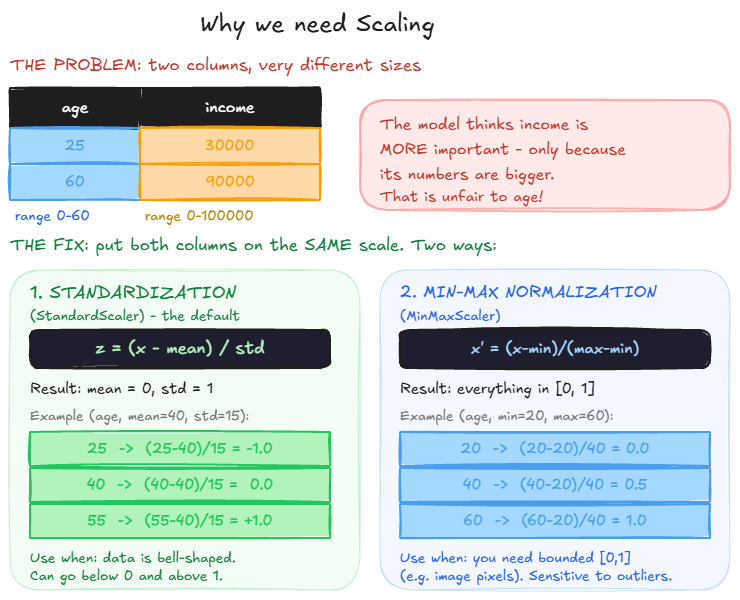 Why we need Scaling
THE PROBLEM: two columns, very different sizes
age income
25 30000
60 90000
range 0-60 range 0-100000
The model thinks income is
MORE important - only because
its numbers are bigger.
That is unfair to age!
THE FIX: put both columns on the SAME scale. Two ways:
1. STANDARDIZATION
(StandardScaler) - the default
z = (x - mean) / std
Result: mean = 0, std = 1
Example (age, mean=40, std=15):
25 -> (25-40)/15 = -1.0
40 -> (40-40)/15 = 0.0
55 -> (55-40)/15 = +1.0
Use when: data is bell-shaped.
Can go below 0 and above 1.
2. MIN-MAX NORMALIZATION
(MinMaxScaler)
x' = (x-min)/(max-min)
Result: everything in [0, 1]
Example (age, min=20, max=60):
20 -> (20-20)/40 = 0.0
40 -> (40-20)/40 = 0.5
60 -> (60-20)/40 = 1.0
Use when: you need bounded [0,1]
(e.g. image pixels). Sensitive to outliers.